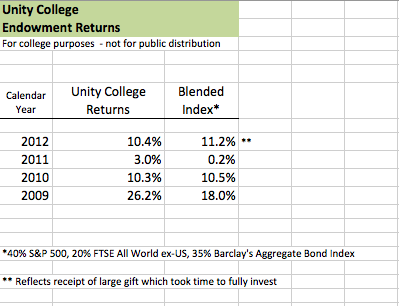 Unity College
Endowment Returns
For college purposes - not for public distribution
Calendar Year Unity College Returns Blended Index*
2012 10.4% 11.2% **
2011 3.0% 0.2%
2010 10.3% 10.5%
2009 26.2% 18.0%
*40% S&P 500, 20% FTSE All World ex-US, 35% Barclay's Aggregate Bond Index
** Reflects receipt of large gift which took time to fully invest